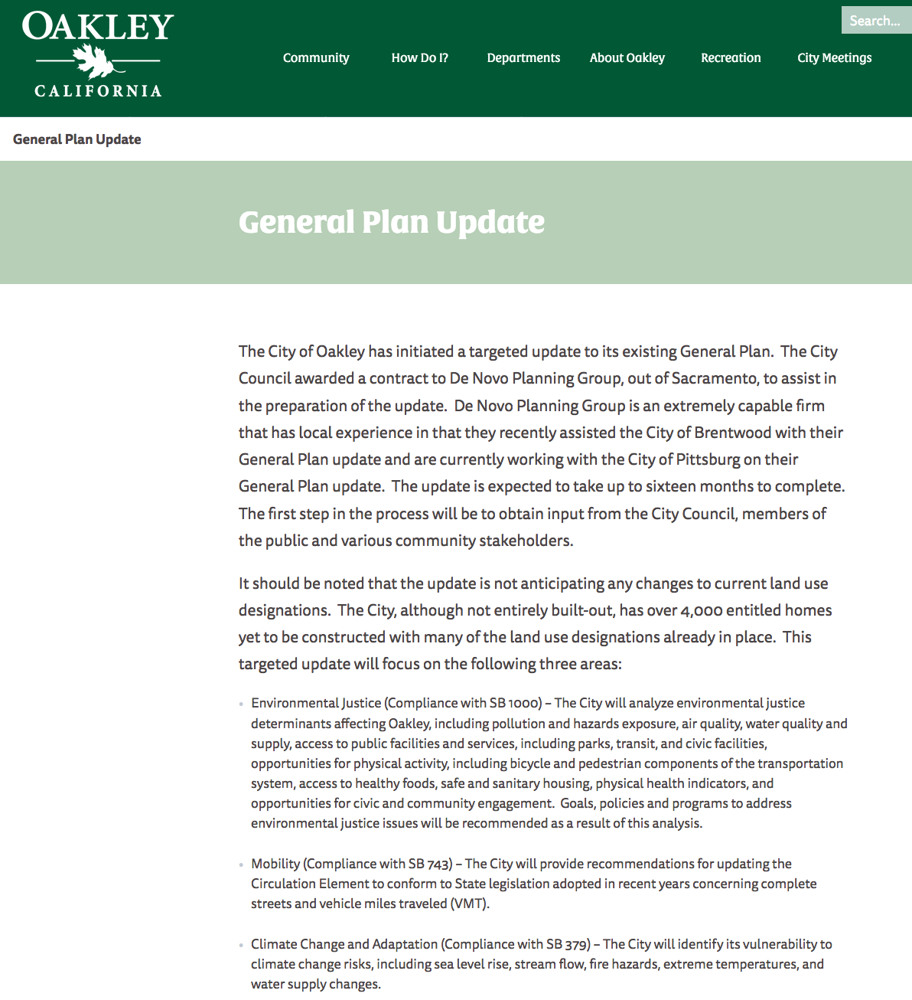 OAKLEY
CALIFORNIA
Search...
Community How Do I? Departments About Oakley Recreation City Meetings
General Plan Update
General Plan Update
The City of Oakley has initiated a targeted update to its existing General Plan.  The City
Council awarded a contract to De Novo Planning Group, out of Sacramento, to assist in
the preparation of the update.  De Novo Planning Group is an extremely capable firm
that has local experience in that they recently assisted the City of Brentwood with their
General Plan update and are currently working with the City of Pittsburg on their
General Plan update.  The update is expected to take up to sixteen months to complete.
The first step in the process will be to obtain input from the City Council, members of
the public and various community stakeholders.
It should be noted that the update is not anticipating any changes to current land use
designations.  The City, although not entirely built-out, has over 4,000 entitled homes
yet to be constructed with many of the land use designations already in place.  This
targeted update will focus on the following three areas:
• Environmental Justice (Compliance with SB 1000) – The City will analyze environmental justice
determinants affecting Oakley, including pollution and hazards exposure, air quality, water quality and
supply, access to public facilities and services, including parks, transit, and civic facilities,
opportunities for physical activity, including bicycle and pedestrian components of the transportation
system, access to healthy foods, safe and sanitary housing, physical health indicators, and
opportunities for civic and community engagement.  Goals, policies and programs to address
environmental justice issues will be recommended as a result of this analysis.
• Mobility (Compliance with SB 743) – The City will provide recommendations for updating the
Circulation Element to conform to State legislation adopted in recent years concerning complete
streets and vehicle miles traveled (VMT).
• Climate Change and Adaptation (Compliance with SB 379) – The City will identify its vulnerability to
climate change risks, including sea level rise, stream flow, fire hazards, extreme temperatures, and
water supply changes.